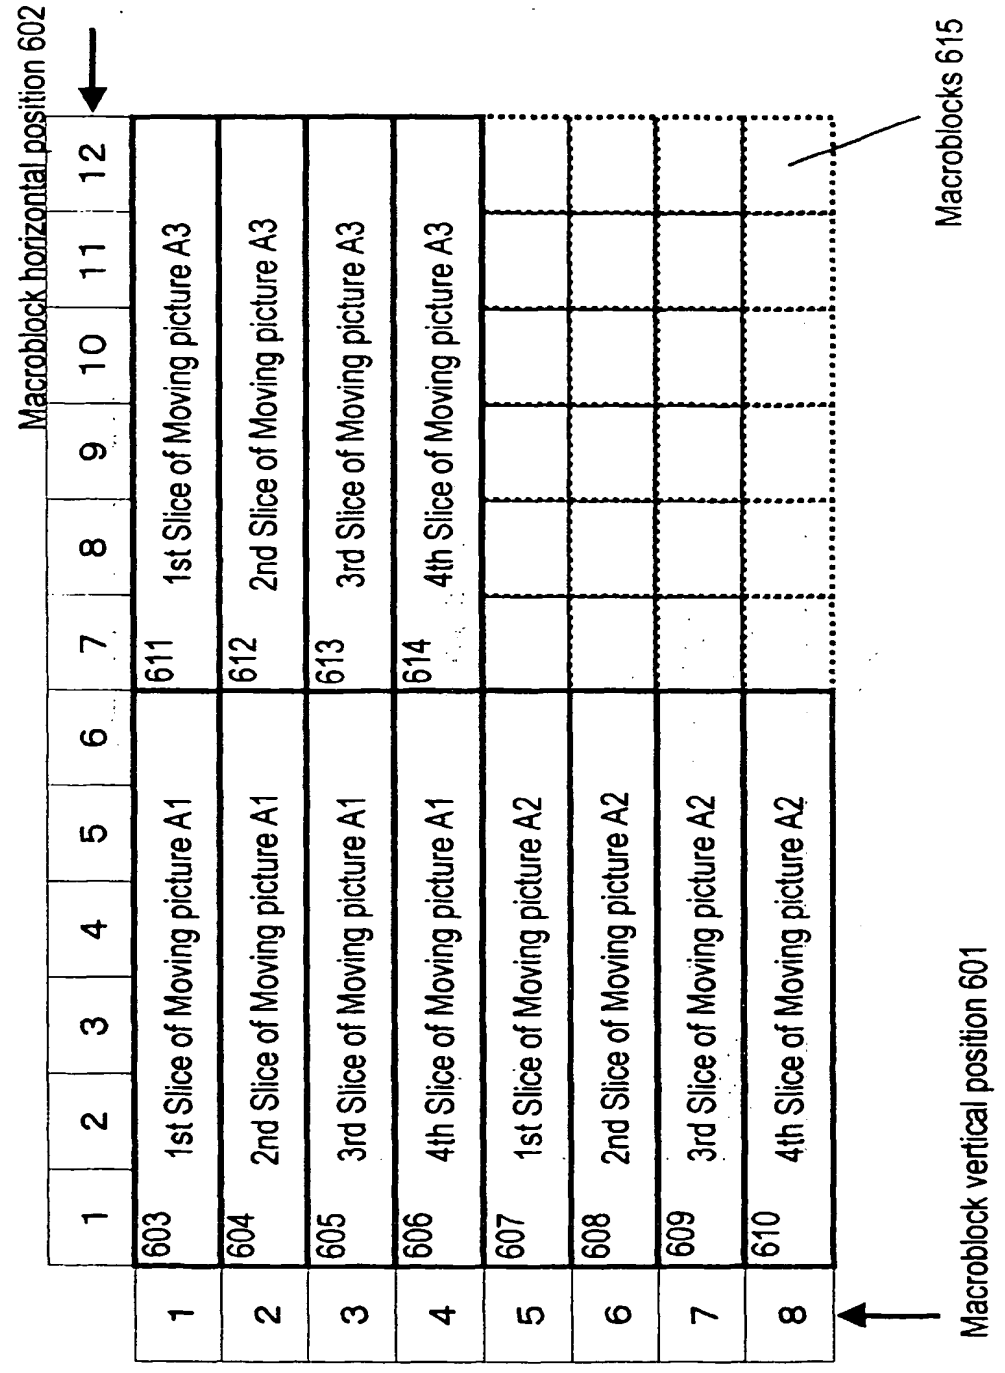 Macroblock horizontal position 602
1 2 3 4 5 6 7 8 9 10 11 12
1 603 1st Slice of Moving picture A1 611 1st Slice of Moving picture A3
2 604 2nd Slice of Moving picture A1 612 2nd Slice of Moving picture A3
3 605 3rd Slice of Moving picture A1 613 3rd Slice of Moving picture A3
4 606 4th Slice of Moving picture A1 614 4th Slice of Moving picture A3
5 607 1st Slice of Moving picture A2
6 608 2nd Slice of Moving picture A2
7 609 3rd Slice of Moving picture A2
8 610 4th Slice of Moving picture A2
Macroblock vertical position 601
Macroblocks 615